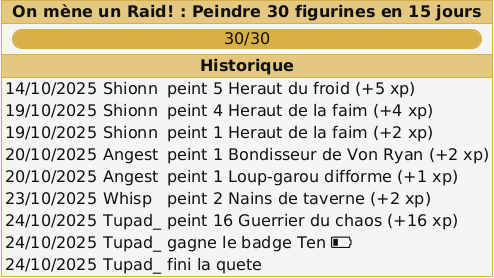 On mène un Raid! : Peindre 30 figurines en 15 jours
30/30
Historique
14/10/2025 Shionn peint 5 Heraut du froid (+5 xp)
19/10/2025 Shionn peint 4 Heraut de la faim (+4 xp)
19/10/2025 Shionn peint 1 Heraut de la faim (+2 xp)
20/10/2025 Angest peint 1 Bondisseur de Von Ryan (+2 xp)
20/10/2025 Angest peint 1 Loup-garou difforme (+1 xp)
23/10/2025 Whisp peint 2 Nains de taverne (+2 xp)
24/10/2025 Tupad_ peint 16 Guerrier du chaos (+16 xp)
24/10/2025 Tupad_ gagne le badge Ten
24/10/2025 Tupad_ fini la quete